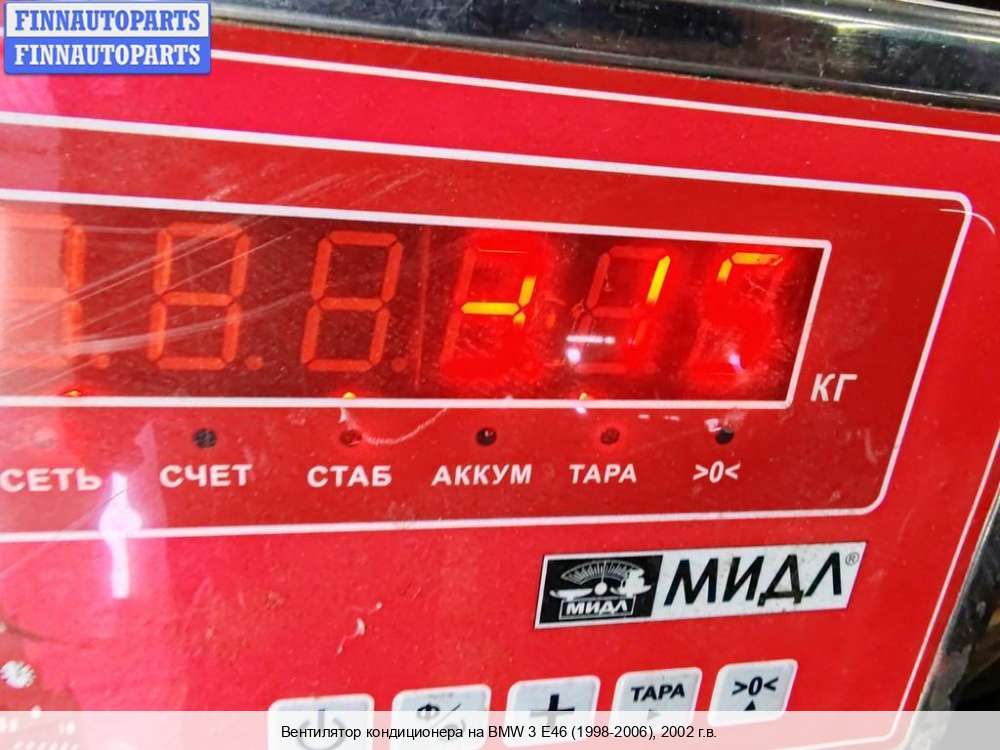 FINNAUTOPARTS
FINNAUTOPARTS
КГ
СЕТЬ СЧЕТ СТАБ АККУМ ТАРА >0<
МИДЛ МИДЛ®
ТАРА >0<
Вентилятор кондиционера на BMW 3 E46 (1998-2006), 2002 г.в.